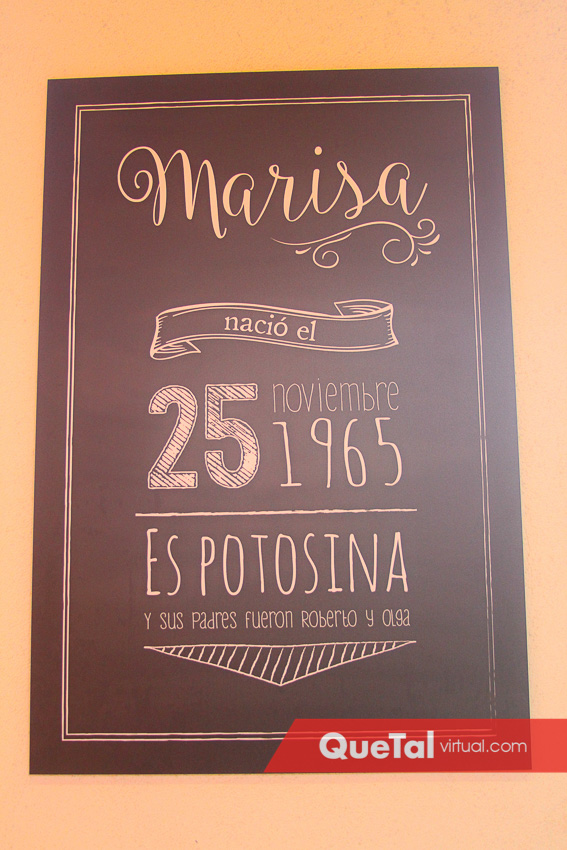 Marisa
nació el
25 noviembre
1965
Es potosina
Y sus padres fueron Roberto y Olga
QueTal virtual.com